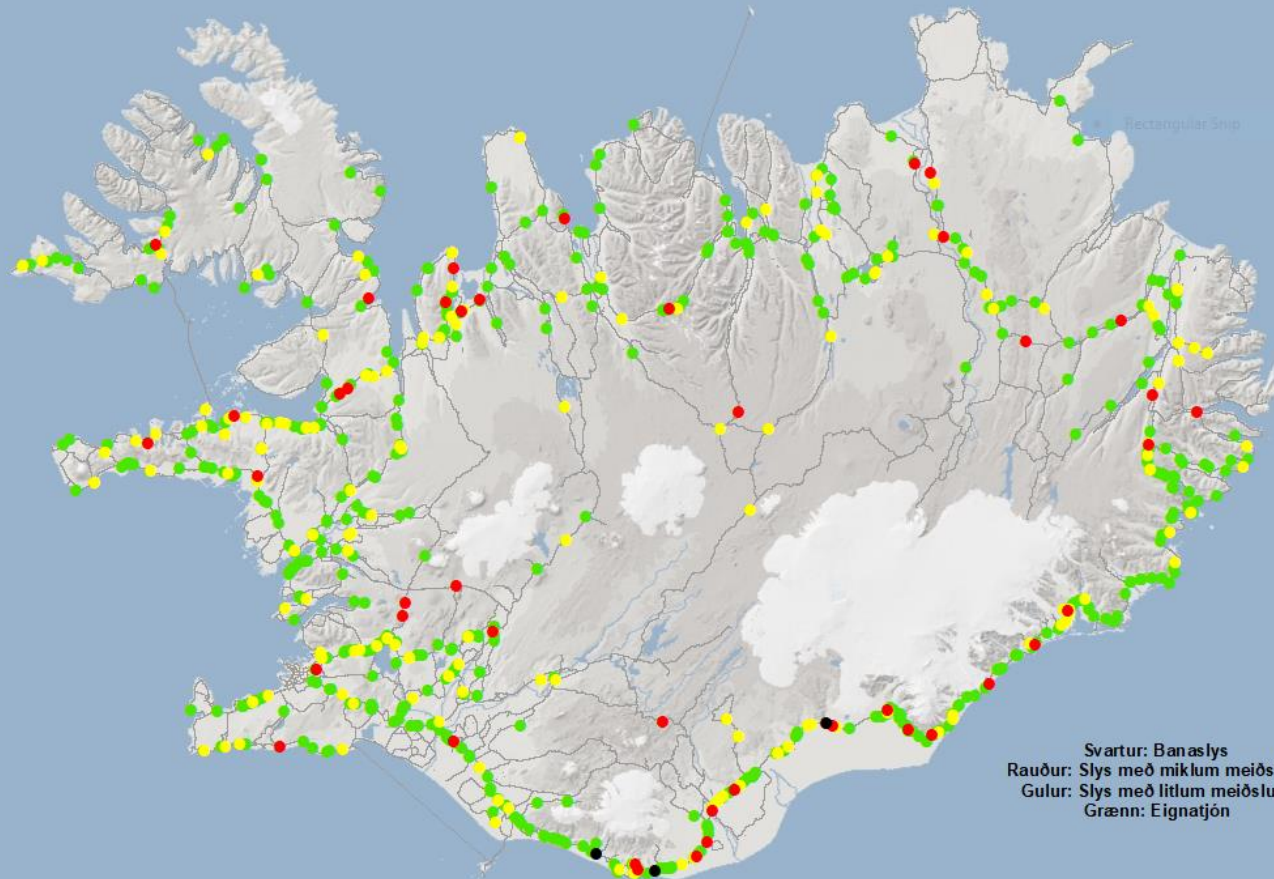 Rectangular Snip
Svartur: Banaslys
Rauður: Slys með miklum meiðs
Gulur: Slys með litlum meiðslu
Grænn: Eignatjón